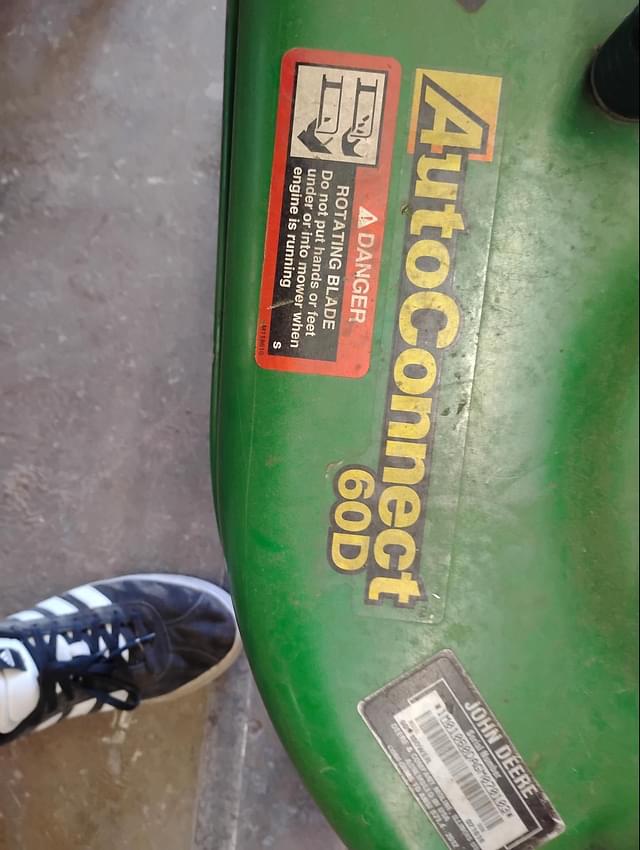 AutoConnect
60D
DANGER
ROTATING BLADE
Do not put hands or feet
under or into mower when
engine is running
S
JOHN DEERE